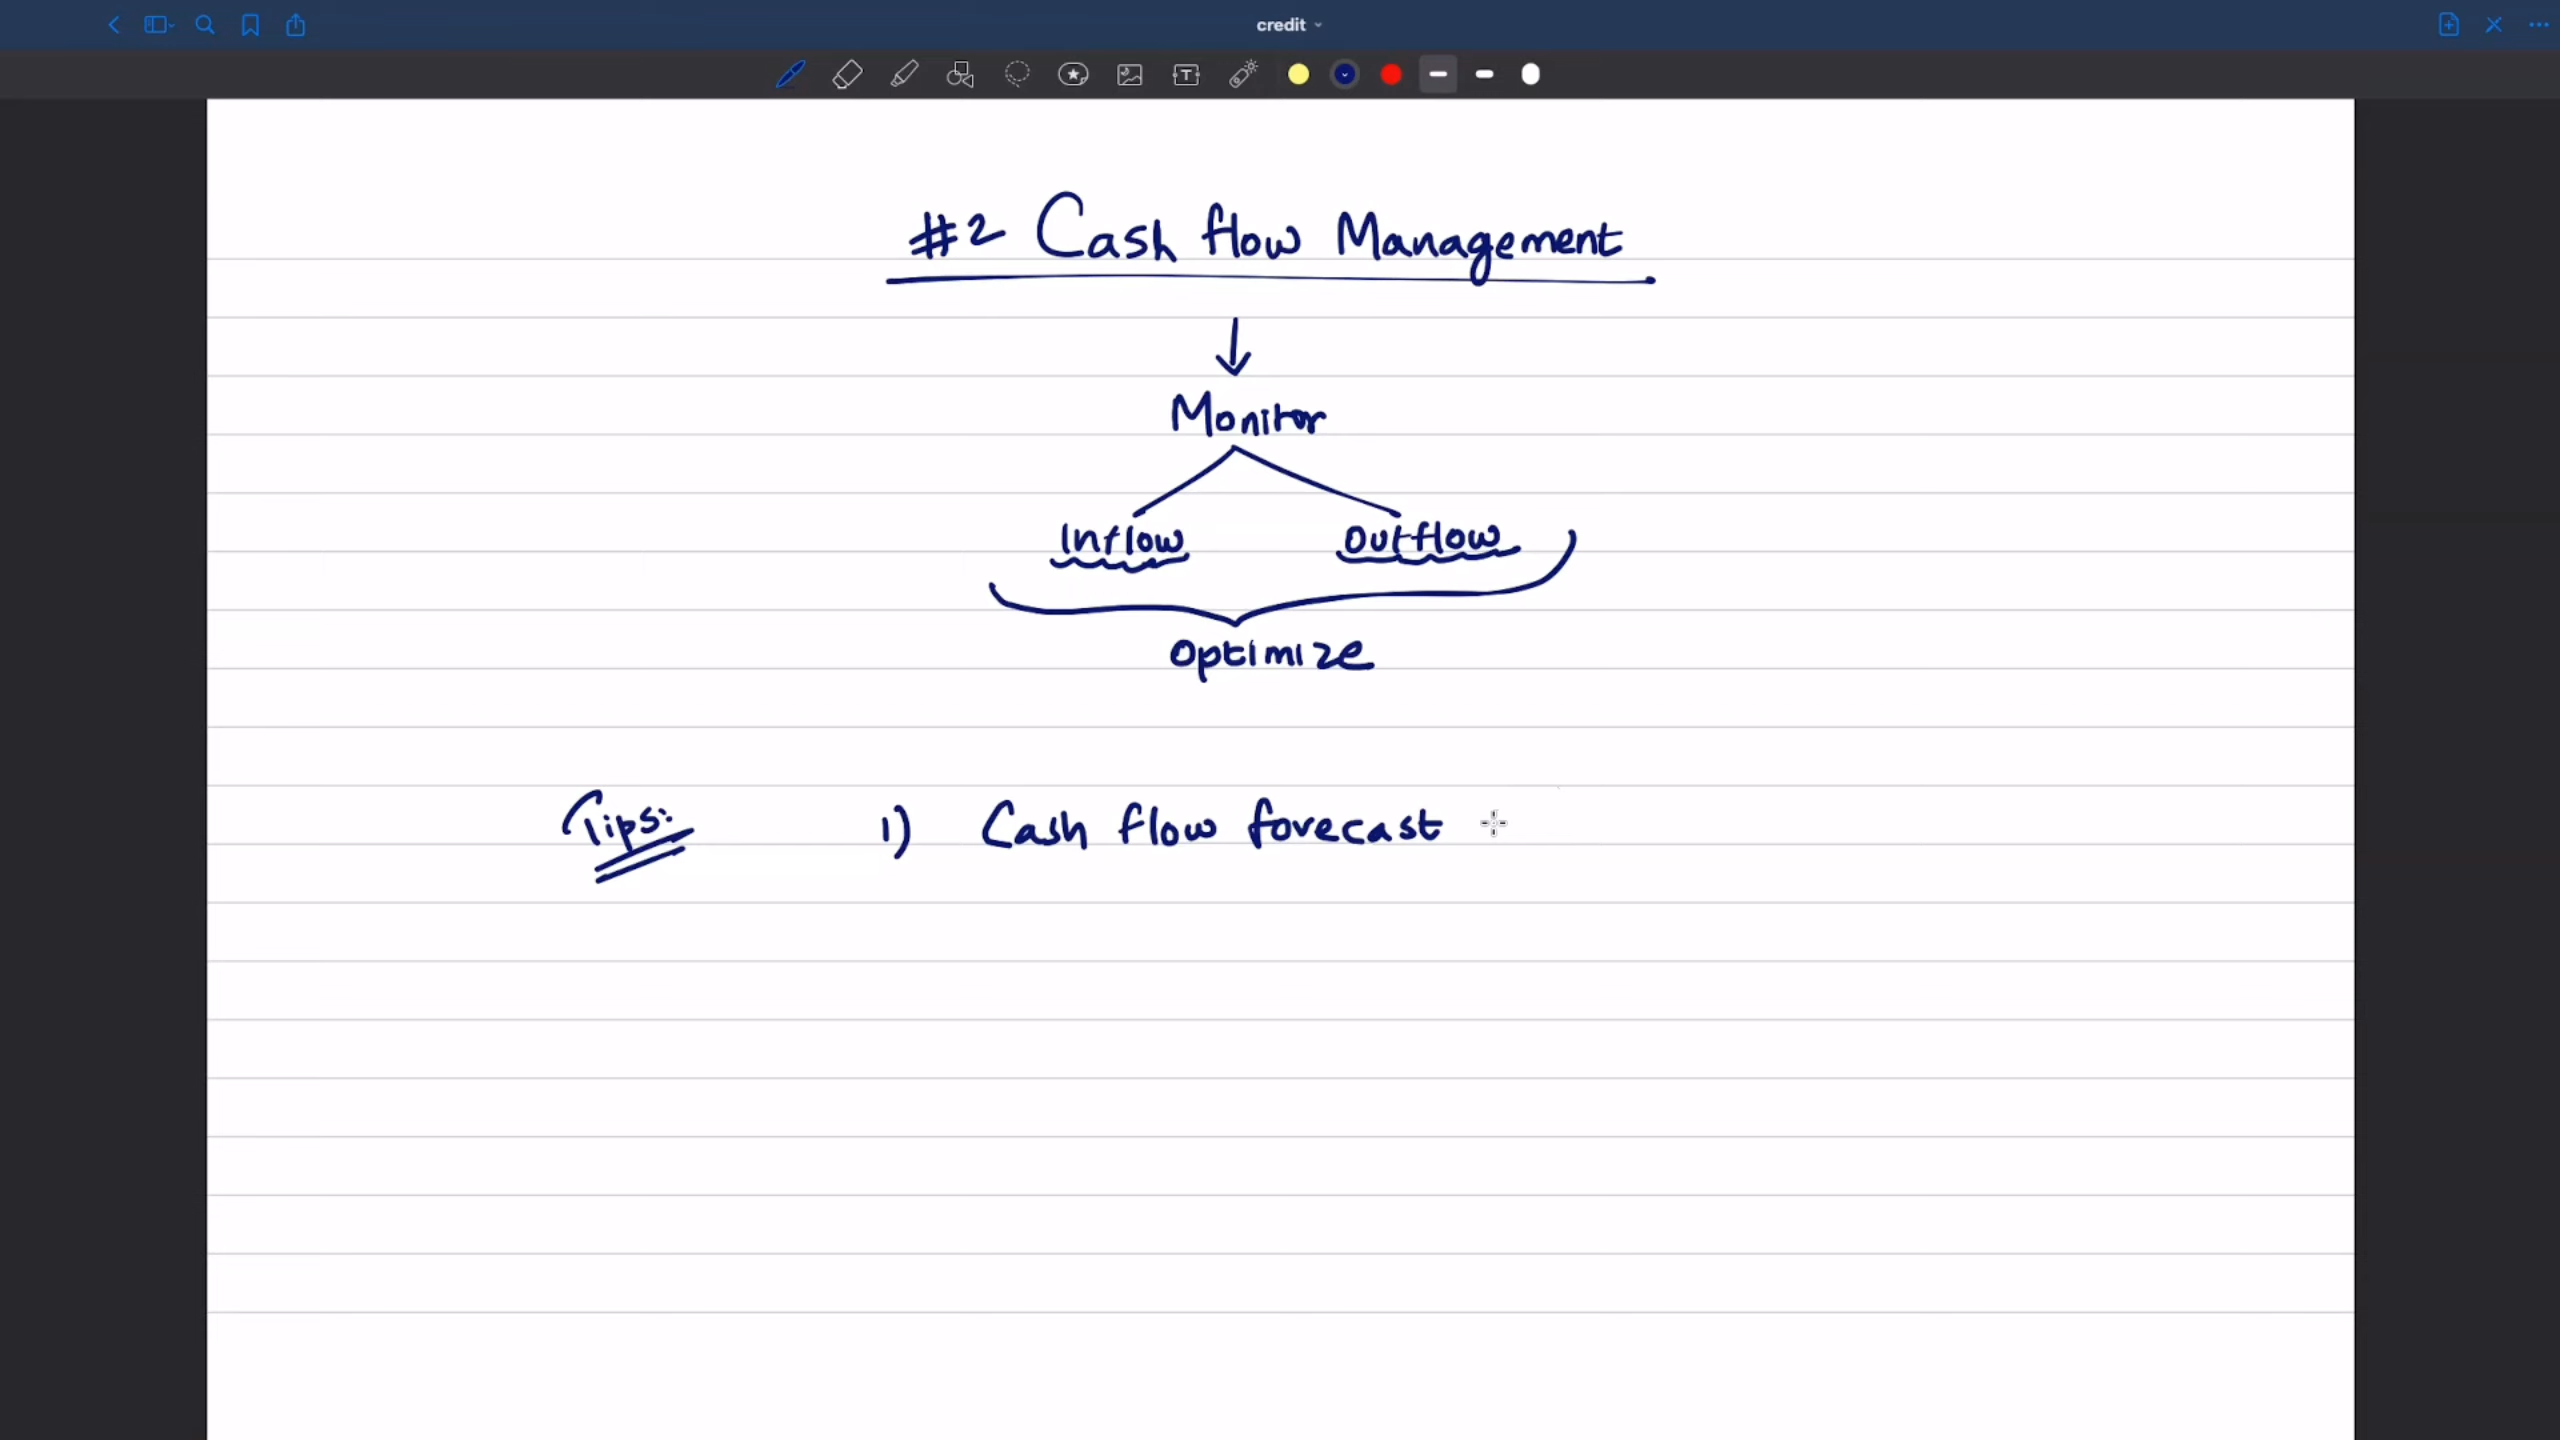 credit
#2 Cash flow Management
Monitor
Inflow Outflow
Optimize
Tips: 1) Cash flow forecast